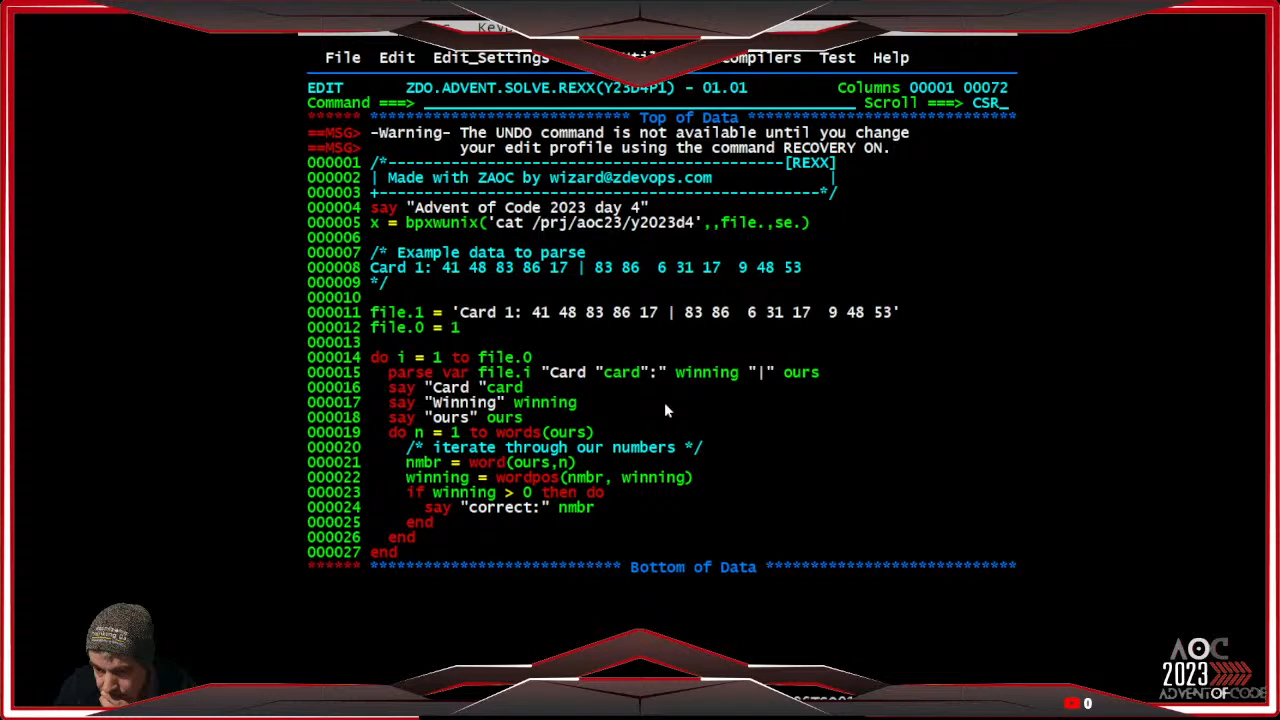 File Edit Edit_Settings Compilers Test Help
EDIT ZDO.ADVENT.SOLVE.REXX(Y23D4P1) - 01.01 Columns 00001 00072
Command ===> Scroll ===> CSR_
****** **************************** Top of Data ******************************
==MSG> -Warning- The UNDO command is not available until you change
==MSG> your edit profile using the command RECOVERY ON.
000001 /*--------------------------------------------[REXX]
000002 | Made with ZAOC by wizard@zdevops.com |
000003 +-------------------------------------------------*/
000004 say "Advent of Code 2023 day 4"
000005 x = bpxwunix('cat /prj/aoc23/y2023d4',,file.,se.)
000006
000007 /* Example data to parse
000008 Card 1: 41 48 83 86 17 | 83 86  6 31 17  9 48 53
000009 */
000010
000011 file.1 = 'Card 1: 41 48 83 86 17 | 83 86  6 31 17  9 48 53'
000012 file.0 = 1
000013
000014 do i = 1 to file.0
000015   parse var file.i "Card "card":" winning "|" ours
000016   say "Card "card
000017   say "Winning" winning
000018   say "ours" ours
000019   do n = 1 to words(ours)
000020     /* iterate through our numbers */
000021     nmbr = word(ours,n)
000022     winning = wordpos(nmbr, winning)
000023     if winning > 0 then do
000024       say "correct:" nmbr
000025     end
000026   end
000027 end
****** *************************** Bottom of Data ****************************
AOC
2023
ADVENT OF CODE
0